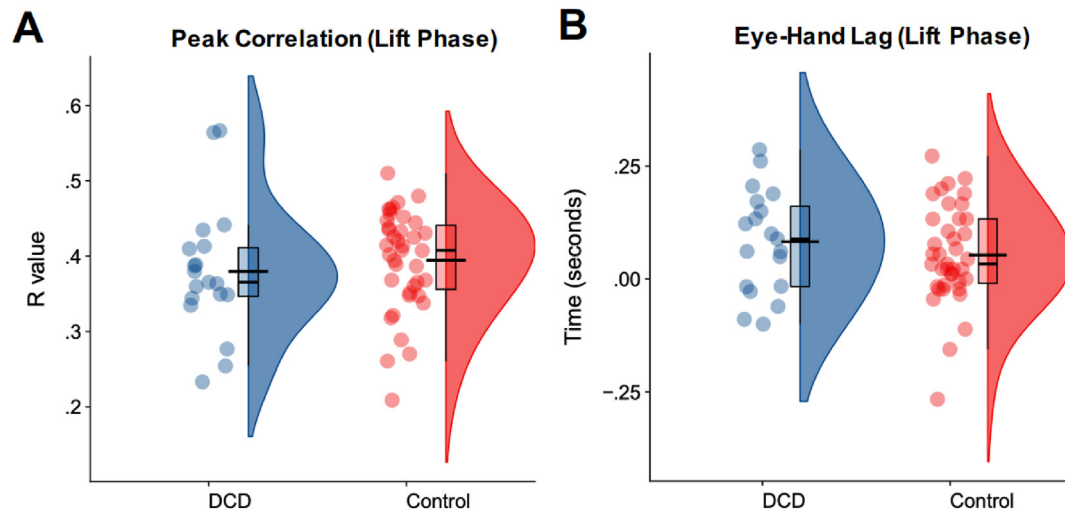 A
Peak Correlation (Lift Phase)
R value
.6
.5
.4
.3
.2
DCD
Control
B
Eye-Hand Lag (Lift Phase)
Time (seconds)
.25
.00
−.25
DCD
Control